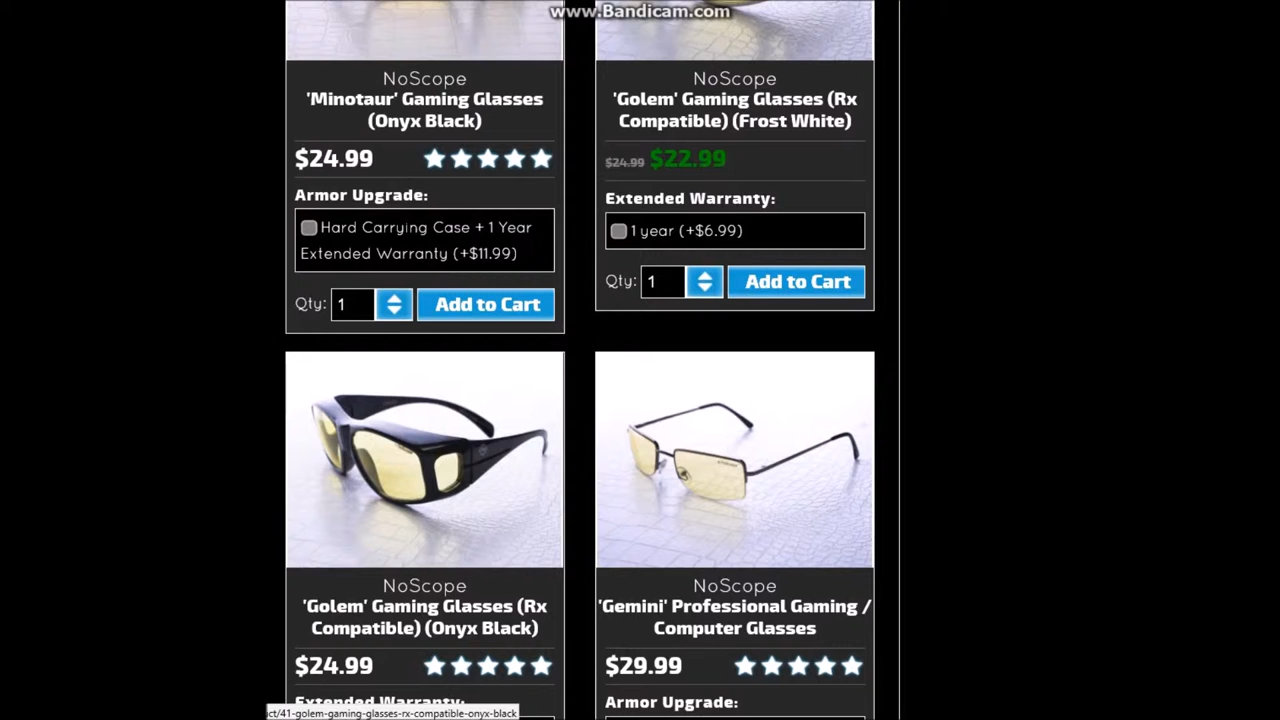 www.Bandicam.com
NoScope
'Minotaur' Gaming Glasses
(Onyx Black)
$24.99
Armor Upgrade:
Hard Carrying Case + 1 Year
Extended Warranty (+$11.99)
Qty: 1 Add to Cart
NoScope
'Golem' Gaming Glasses (Rx
Compatible) (Frost White)
$24.99 $22.99
Extended Warranty:
1 year (+$6.99)
Qty: 1 Add to Cart
NoScope
'Golem' Gaming Glasses (Rx
Compatible) (Onyx Black)
$24.99
Extended Warranty:
NoScope
'Gemini' Professional Gaming /
Computer Glasses
$29.99
Armor Upgrade:
ct/41-golem-gaming-glasses-rx-compatible-onyx-black